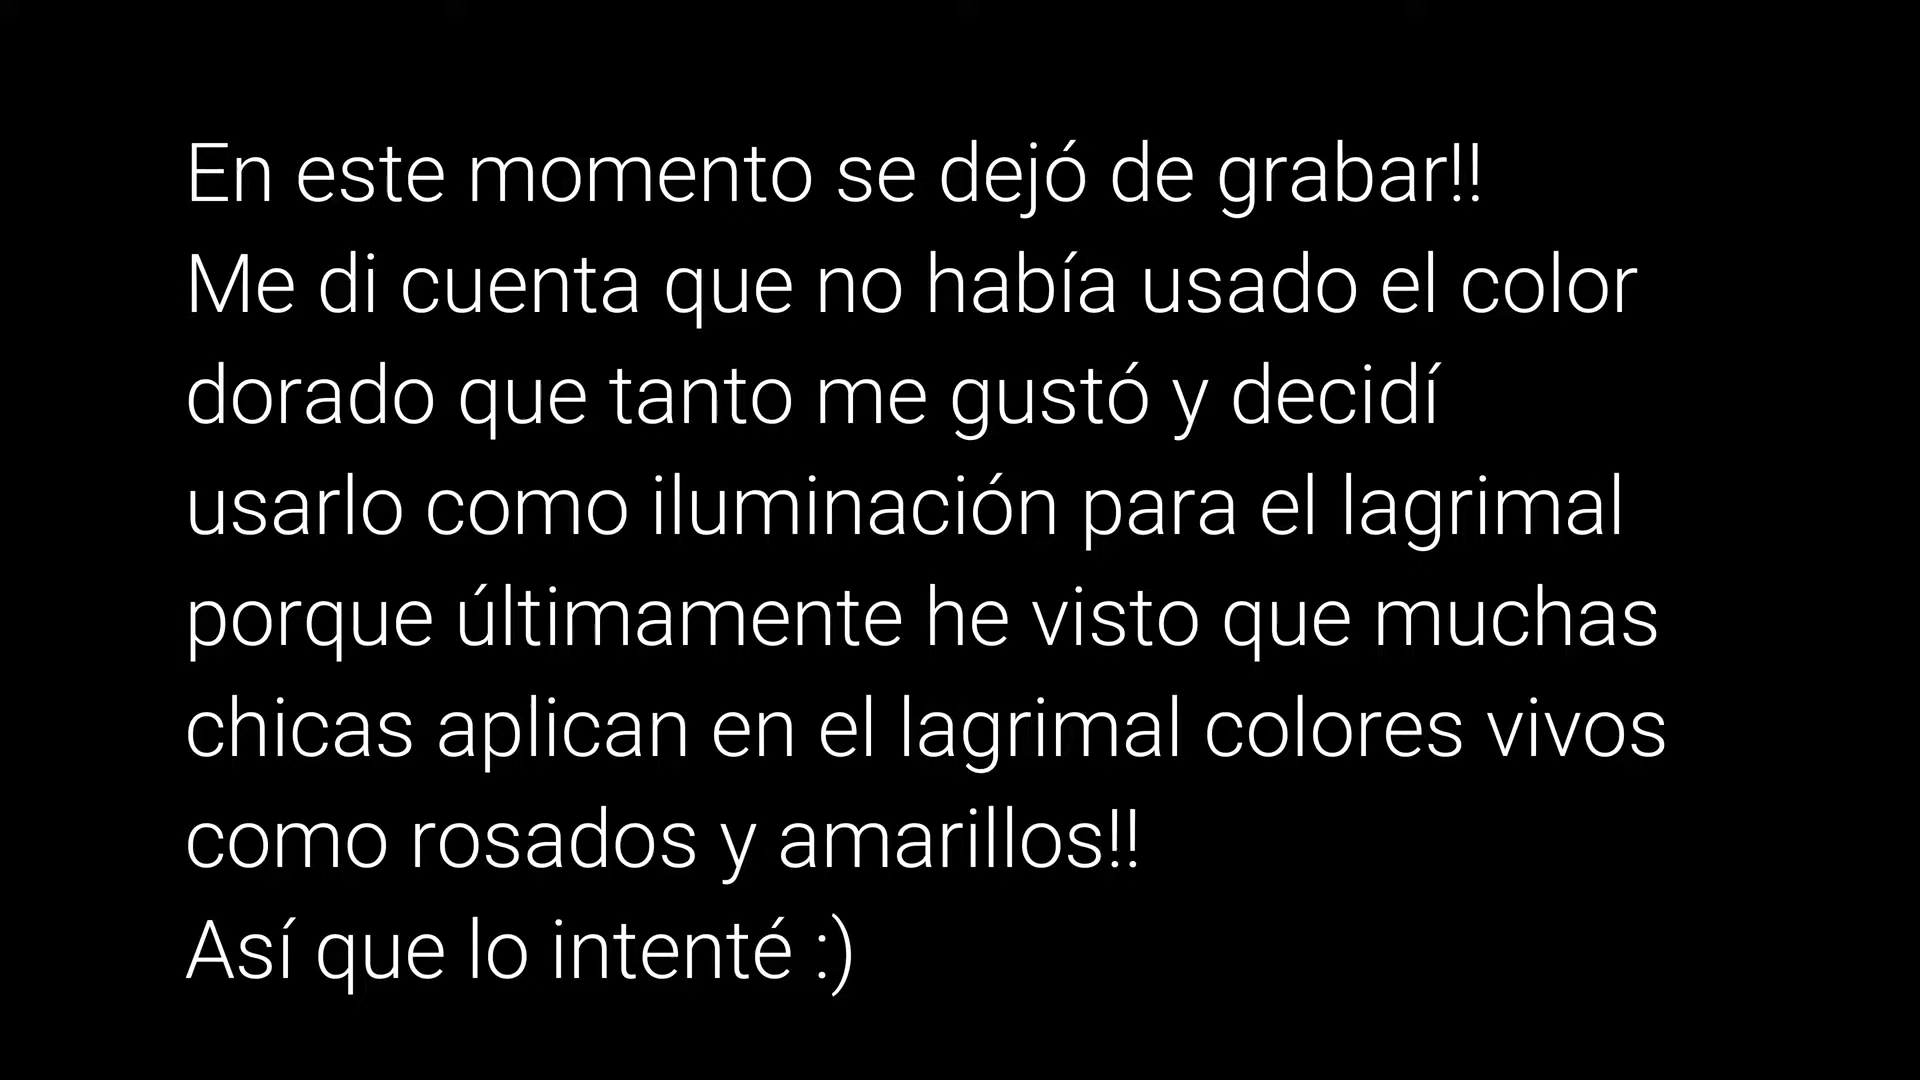 En este momento se dejó de grabar!!
Me di cuenta que no había usado el color
dorado que tanto me gustó y decidí
usarlo como iluminación para el lagrimal
porque últimamente he visto que muchas
chicas aplican en el lagrimal colores vivos
como rosados y amarillos!!
Así que lo intenté :)